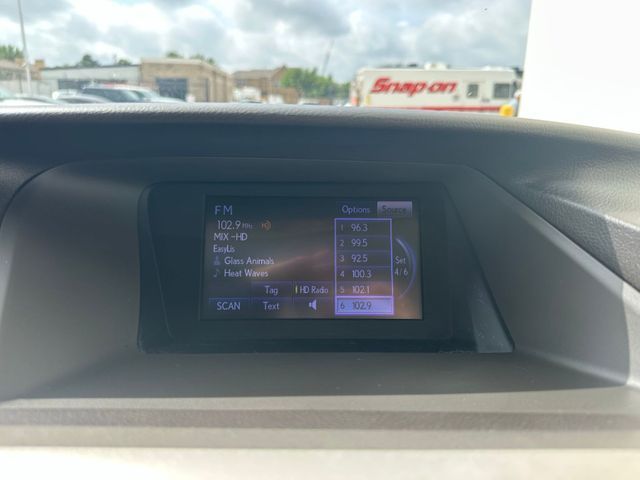 Snap-on
FM
Options Source
102.9 MHz
MIX-HD
EasyLis
Glass Animals
Heat Waves
1 96.3
2 99.5
3 92.5
4 100.3
5 102.1
6 102.9
Set
4/6
Tag HD Radio
SCAN Text